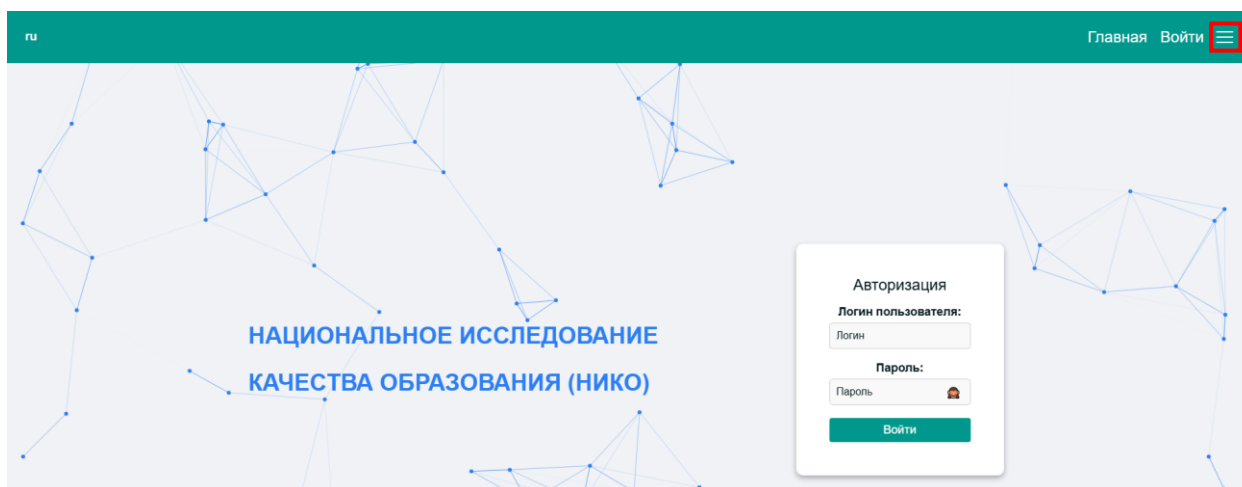 ru
Главная Войти
НАЦИОНАЛЬНОЕ ИССЛЕДОВАНИЕ
КАЧЕСТВА ОБРАЗОВАНИЯ (НИКО)
Авторизация
Логин пользователя:
Логин
Пароль:
Пароль
Войти